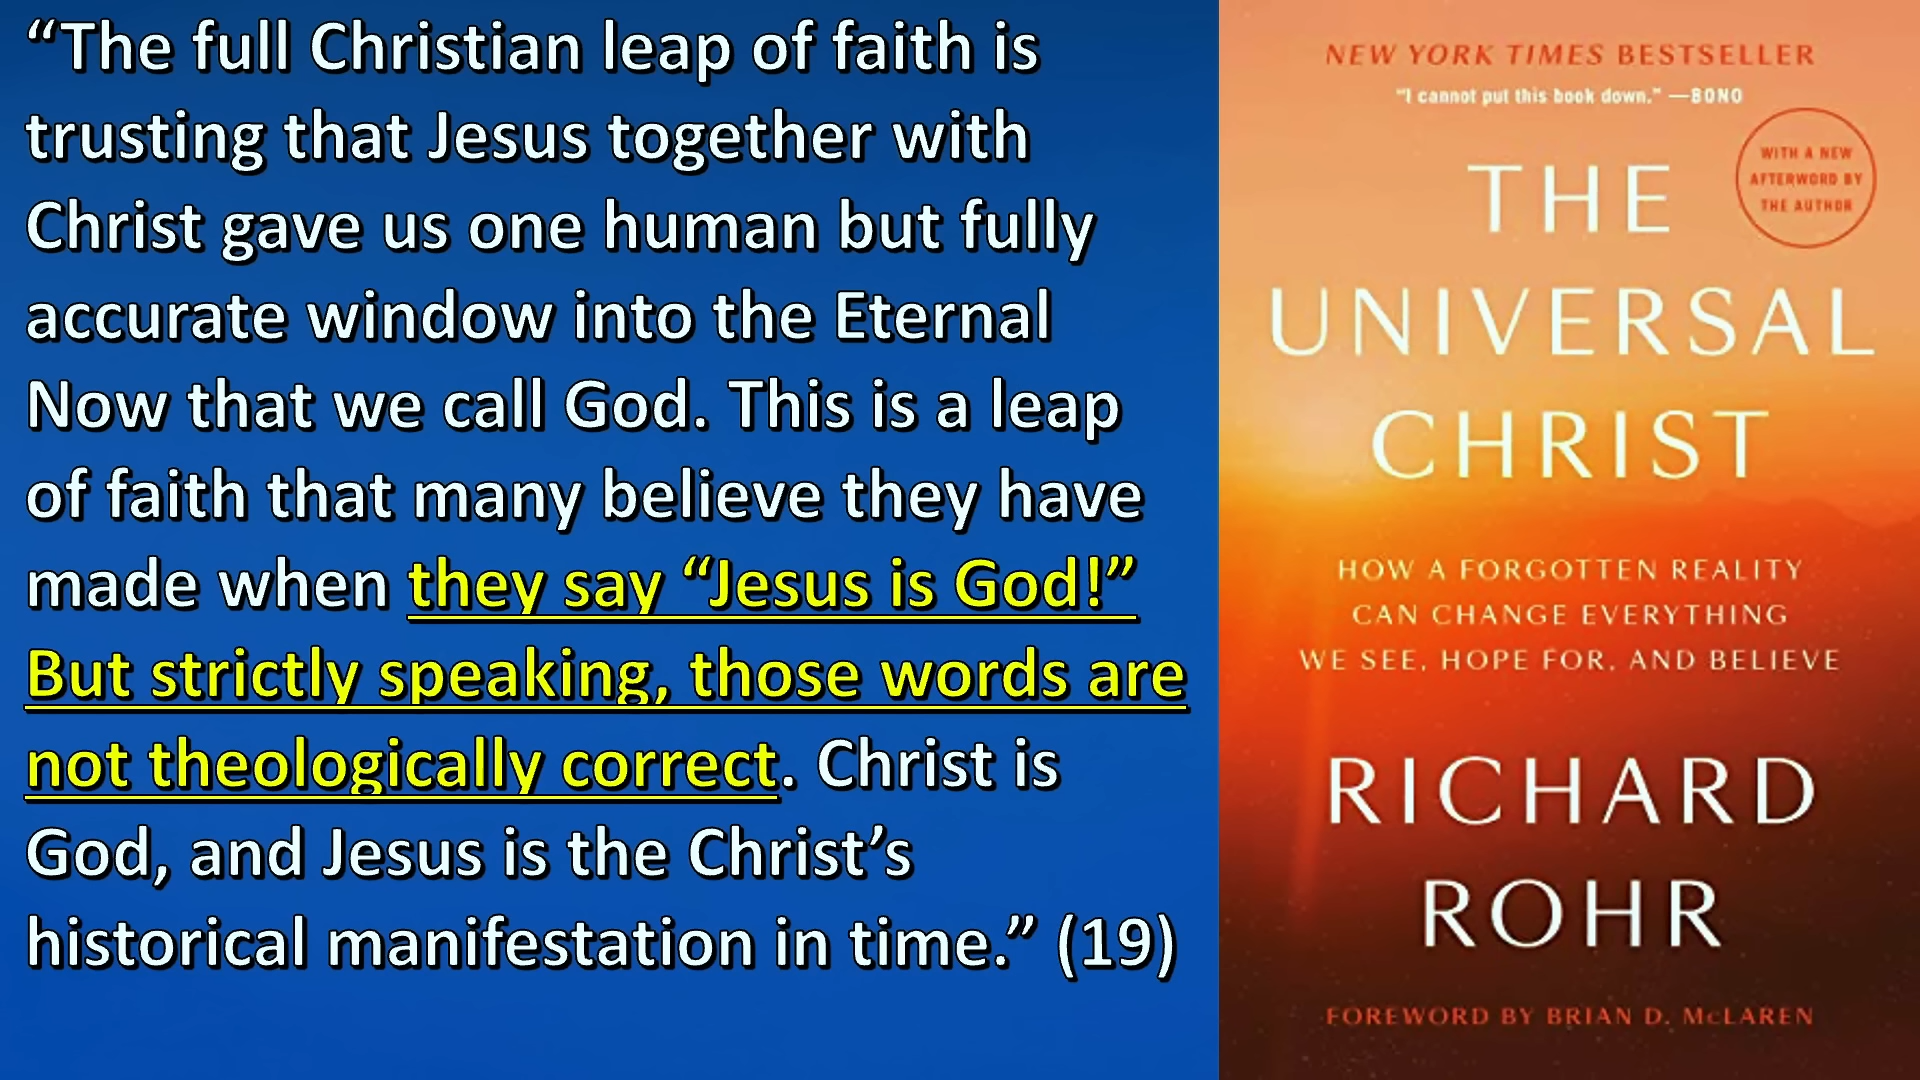 “The full Christian leap of faith is
trusting that Jesus together with
Christ gave us one human but fully
accurate window into the Eternal
Now that we call God. This is a leap
of faith that many believe they have
made when they say “Jesus is God!”
But strictly speaking, those words are
not theologically correct. Christ is
God, and Jesus is the Christ’s
historical manifestation in time.” (19)
NEW YORK TIMES BESTSELLER
"I cannot put this book down." —BONO
WITH A NEW
AFTERWORD BY
THE AUTHOR
THE
UNIVERSAL
CHRIST
HOW A FORGOTTEN REALITY
CAN CHANGE EVERYTHING
WE SEE, HOPE FOR, AND BELIEVE
RICHARD
ROHR
FOREWORD BY BRIAN D. McLAREN